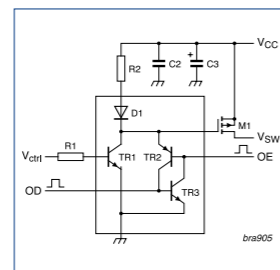 VCC
R2
C2
+
C3
D1
M1
VSW
R1
Vctrl
TR1
TR2
OE
OD
TR3
bra905